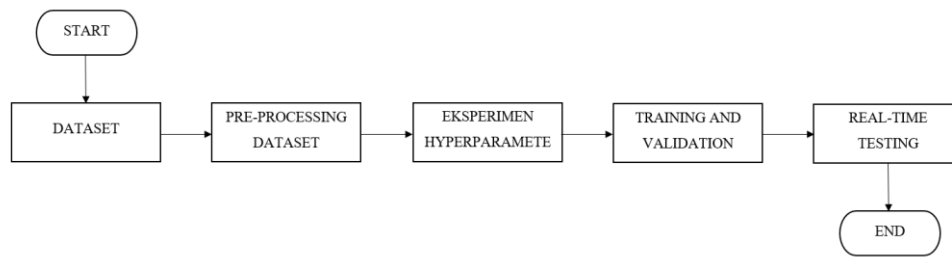 START
DATASET
PRE-PROCESSING
DATASET
EKSPERIMEN
HYPERPARAMETE
TRAINING AND
VALIDATION
REAL-TIME
TESTING
END